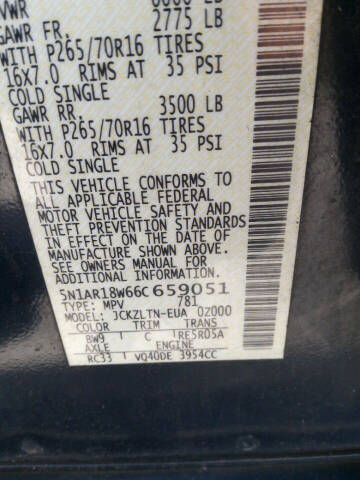 VWR 6000 LB
GAWR FR. 2775 LB
WITH P265/70R16 TIRES
16X7.0 RIMS AT 35 PSI
COLD SINGLE
GAWR RR. 3500 LB
WITH P265/70R16 TIRES
16X7.0 RIMS AT 35 PSI
COLD SINGLE
THIS VEHICLE CONFORMS TO
ALL APPLICABLE FEDERAL
MOTOR VEHICLE SAFETY AND
THEFT PREVENTION STANDARDS
IN EFFECT ON THE DATE OF
MANUFACTURE SHOWN ABOVE.
SEE OWNERS MANUAL FOR
ADDITIONAL INFORMATION
5N1AR18W66C659051
TYPE: MPV 781
MODEL: JCKZLTN-EUA 02000
COLOR TRIM TRANS
BW9 C RE5R05A
AXLE ENGINE
RC33 VQ40DE 3954CC